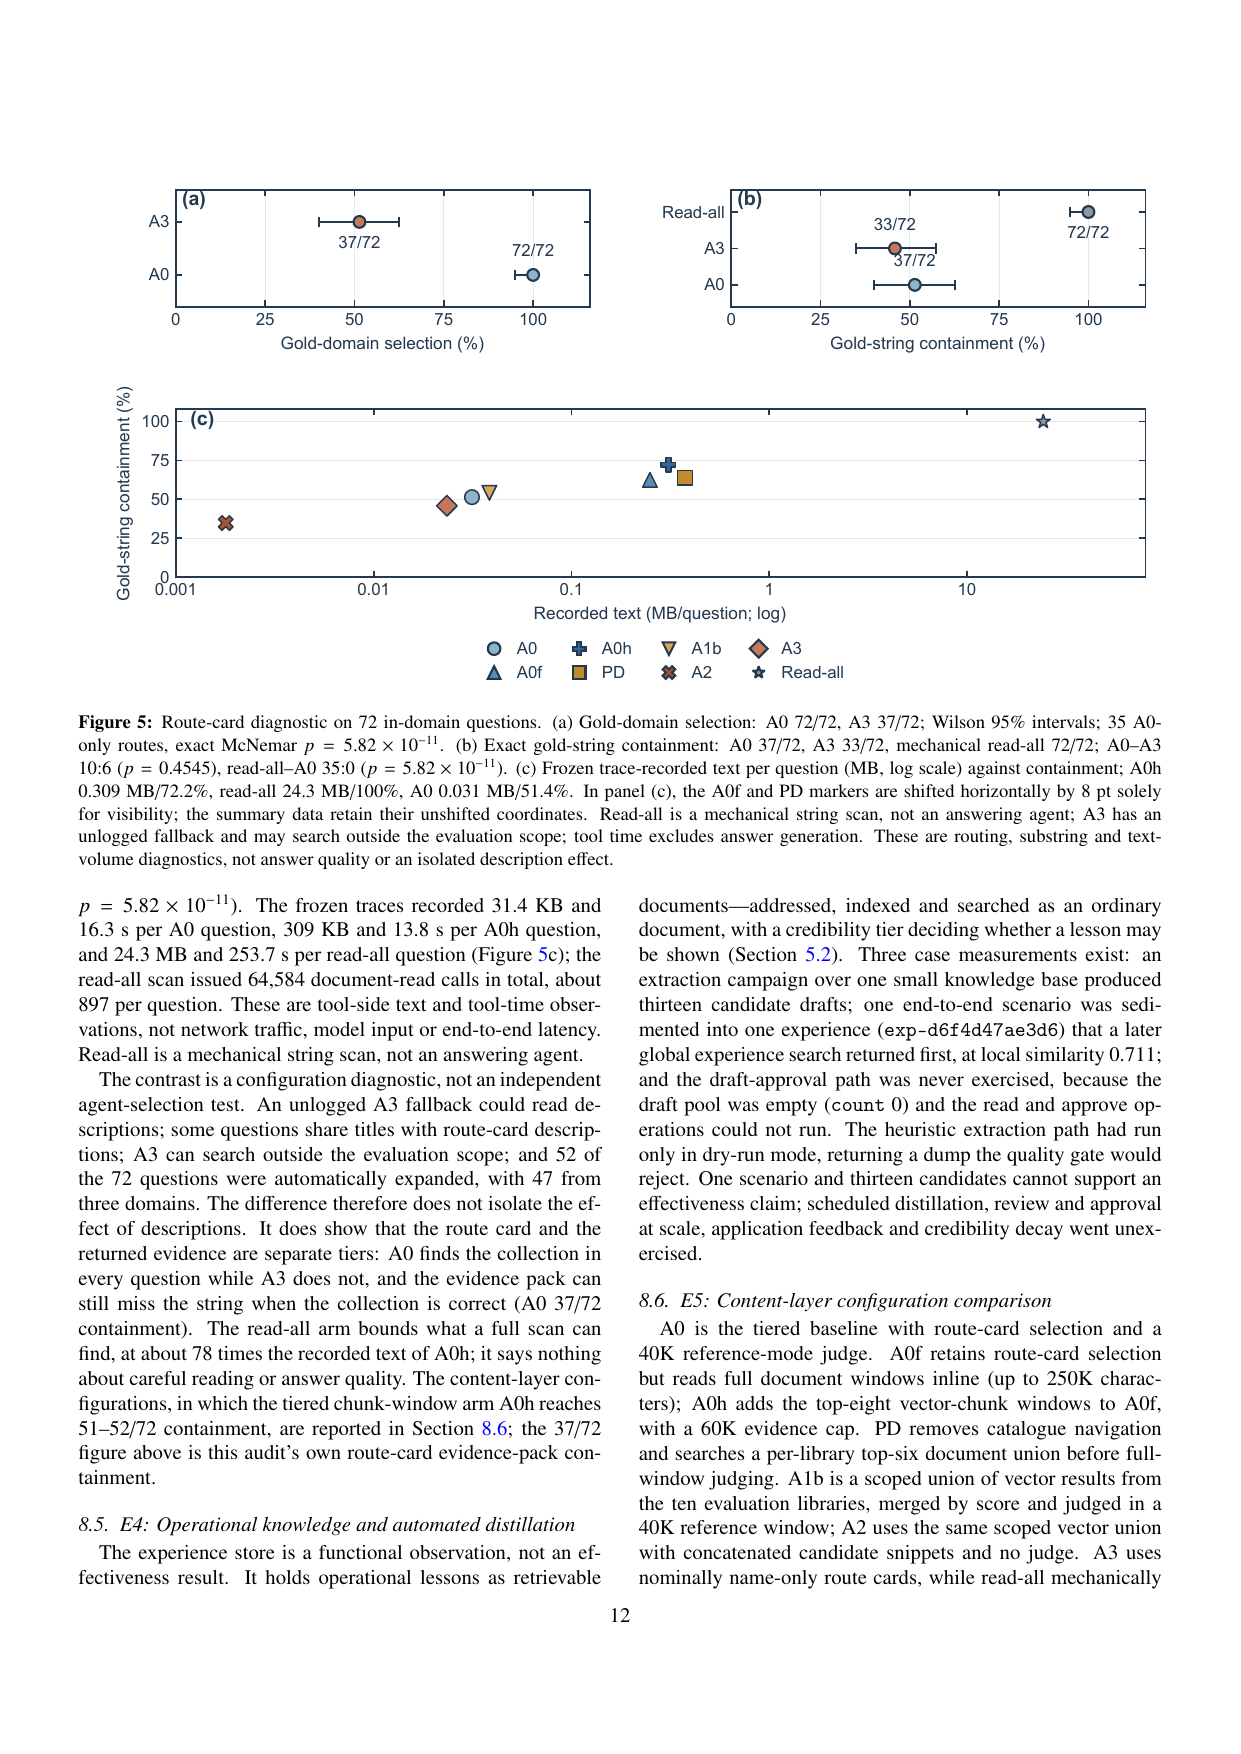 (a)
A3
37/72
72/72
A0
0 25 50 75 100
Gold-domain selection (%)
(b)
Read-all
72/72
33/72
A3
37/72
A0
0 25 50 75 100
Gold-string containment (%)
(c)
Gold-string containment (%)
100
75
50
25
0
0.001 0.01 0.1 1 10
Recorded text (MB/question; log)
A0 A0h A1b A3
A0f PD A2 Read-all
Figure 5: Route-card diagnostic on 72 in-domain questions. (a) Gold-domain selection: A0 72/72, A3 37/72; Wilson 95% intervals; 35 A0-
only routes, exact McNemar p = 5.82 × 10⁻¹¹. (b) Exact gold-string containment: A0 37/72, A3 33/72, mechanical read-all 72/72; A0–A3
10:6 (p = 0.4545), read-all–A0 35:0 (p = 5.82 × 10⁻¹¹). (c) Frozen trace-recorded text per question (MB, log scale) against containment; A0h
0.309 MB/72.2%, read-all 24.3 MB/100%, A0 0.031 MB/51.4%. In panel (c), the A0f and PD markers are shifted horizontally by 8 pt solely
for visibility; the summary data retain their unshifted coordinates. Read-all is a mechanical string scan, not an answering agent; A3 has an
unlogged fallback and may search outside the evaluation scope; tool time excludes answer generation. These are routing, substring and text-
volume diagnostics, not answer quality or an isolated description effect.
p = 5.82 × 10⁻¹¹). The frozen traces recorded 31.4 KB and
16.3 s per A0 question, 309 KB and 13.8 s per A0h question,
and 24.3 MB and 253.7 s per read-all question (Figure 5c); the
read-all scan issued 64,584 document-read calls in total, about
897 per question. These are tool-side text and tool-time obser-
vations, not network traffic, model input or end-to-end latency.
Read-all is a mechanical string scan, not an answering agent.
The contrast is a configuration diagnostic, not an independent
agent-selection test. An unlogged A3 fallback could read de-
scriptions; some questions share titles with route-card descrip-
tions; A3 can search outside the evaluation scope; and 52 of
the 72 questions were automatically expanded, with 47 from
three domains. The difference therefore does not isolate the ef-
fect of descriptions. It does show that the route card and the
returned evidence are separate tiers: A0 finds the collection in
every question while A3 does not, and the evidence pack can
still miss the string when the collection is correct (A0 37/72
containment). The read-all arm bounds what a full scan can
find, at about 78 times the recorded text of A0h; it says nothing
about careful reading or answer quality. The content-layer con-
figurations, in which the tiered chunk-window arm A0h reaches
51–52/72 containment, are reported in Section 8.6; the 37/72
figure above is this audit's own route-card evidence-pack con-
tainment.
8.5. E4: Operational knowledge and automated distillation
The experience store is a functional observation, not an ef-
fectiveness result. It holds operational lessons as retrievable
documents—addressed, indexed and searched as an ordinary
document, with a credibility tier deciding whether a lesson may
be shown (Section 5.2). Three case measurements exist: an
extraction campaign over one small knowledge base produced
thirteen candidate drafts; one end-to-end scenario was sedi-
mented into one experience (exp-d6f4d47ae3d6) that a later
global experience search returned first, at local similarity 0.711;
and the draft-approval path was never exercised, because the
draft pool was empty (count 0) and the read and approve op-
erations could not run. The heuristic extraction path had run
only in dry-run mode, returning a dump the quality gate would
reject. One scenario and thirteen candidates cannot support an
effectiveness claim; scheduled distillation, review and approval
at scale, application feedback and credibility decay went unex-
ercised.
8.6. E5: Content-layer configuration comparison
A0 is the tiered baseline with route-card selection and a
40K reference-mode judge. A0f retains route-card selection
but reads full document windows inline (up to 250K charac-
ters); A0h adds the top-eight vector-chunk windows to A0f,
with a 60K evidence cap. PD removes catalogue navigation
and searches a per-library top-six document union before full-
window judging. A1b is a scoped union of vector results from
the ten evaluation libraries, merged by score and judged in a
40K reference window; A2 uses the same scoped vector union
with concatenated candidate snippets and no judge. A3 uses
nominally name-only route cards, while read-all mechanically
12